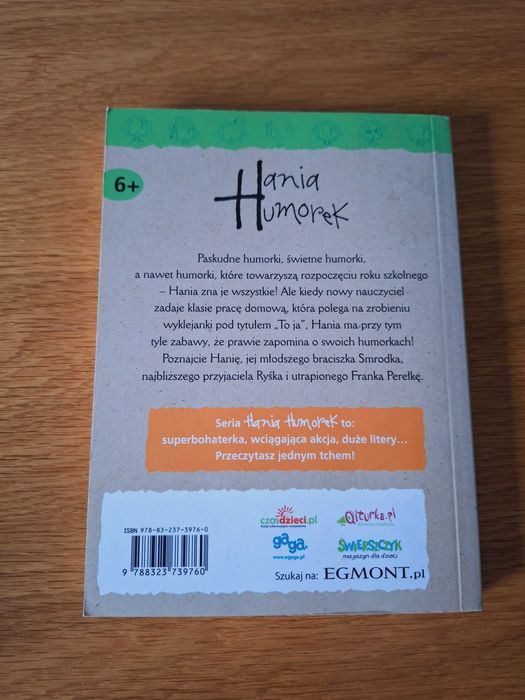 6+
Hania
Humorek
Paskudne humorki, świetne humorki,
a nawet humorki, które towarzyszą rozpoczęciu roku szkolnego
– Hania zna je wszystkie! Ale kiedy nowy nauczyciel
zadaje klasie pracę domową, która polega na zrobieniu
wyklejanki pod tytułem „To ja”, Hania ma przy tym
tyle zabawy, że prawie zapomina o swoich humorkach!
Poznajcie Hanię, jej młodszego braciszka Smrodka,
najbliższego przyjaciela Ryśka i utrapionego Franka Perełkę.
Seria Hania Humorek to:
superbohaterka, wciągająca akcja, duże litery...
Przeczytasz jednym tchem!
ISBN 978-83-237-3976-0
9 788323 739760
czasdzieci.pl
Qlturka.pl
gaga
www.egaga.pl
ŚWIERSZCZYK
magazyn dla dzieci
Szukaj na: EGMONT.pl